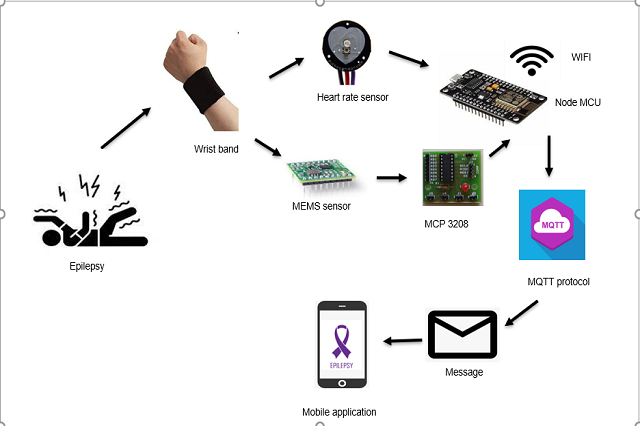 WIFI
Heart rate sensor
Node MCU
Wrist band
MEMS sensor
MCP 3208
MQTT
Epilepsy
MQTT protocol
EPILEPSY
Message
Mobile application